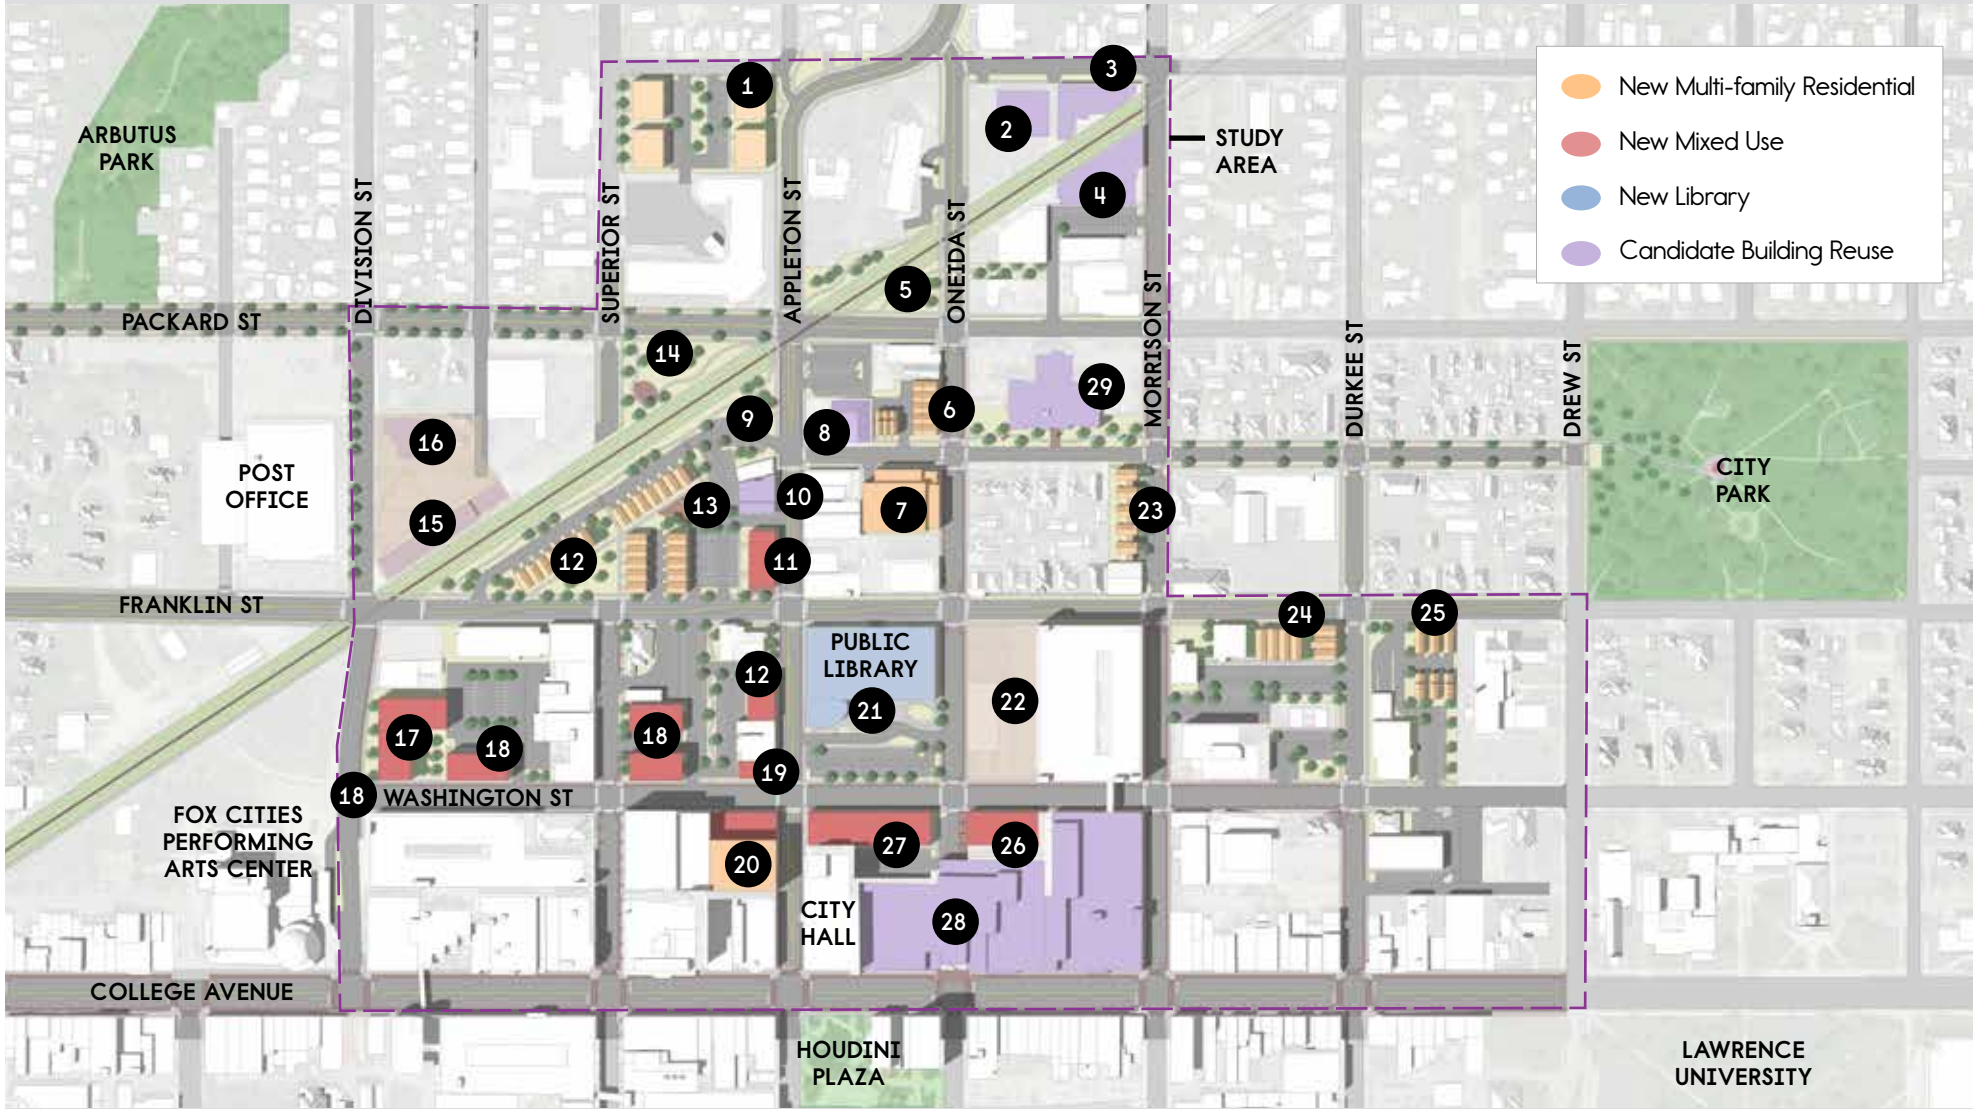 1
3
2
ARBUTUS
PARK
STUDY
AREA
New Multi-family Residential
New Mixed Use
New Library
Candidate Building Reuse
4
DIVISION ST
SUPERIOR ST
APPLETON ST
ONEIDA ST
MORRISON ST
DURKEE ST
DREW ST
5
PACKARD ST
14
9
8
6
29
16
15
POST
OFFICE
CITY
PARK
10
13
7
23
12
11
FRANKLIN ST
24
25
PUBLIC
LIBRARY
12
21
22
17
18
18
19
18
WASHINGTON ST
FOX CITIES
PERFORMING
ARTS CENTER
20
27
26
CITY
HALL
28
COLLEGE AVENUE
HOUDINI
PLAZA
LAWRENCE
UNIVERSITY